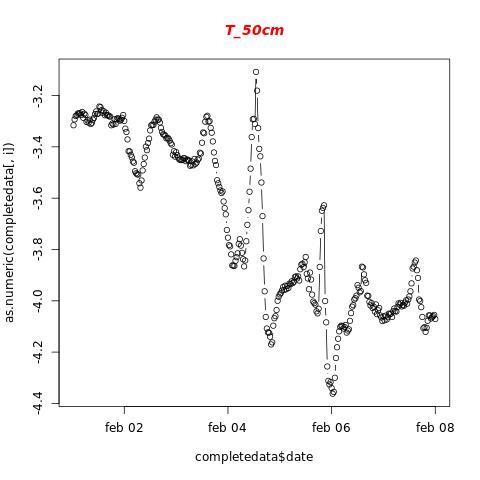 T_50cm
as.numeric(completedata[, i])
-3.2
-3.4
-3.6
-3.8
-4.0
-4.2
-4.4
feb 02 feb 04 feb 06 feb 08
completedata$date